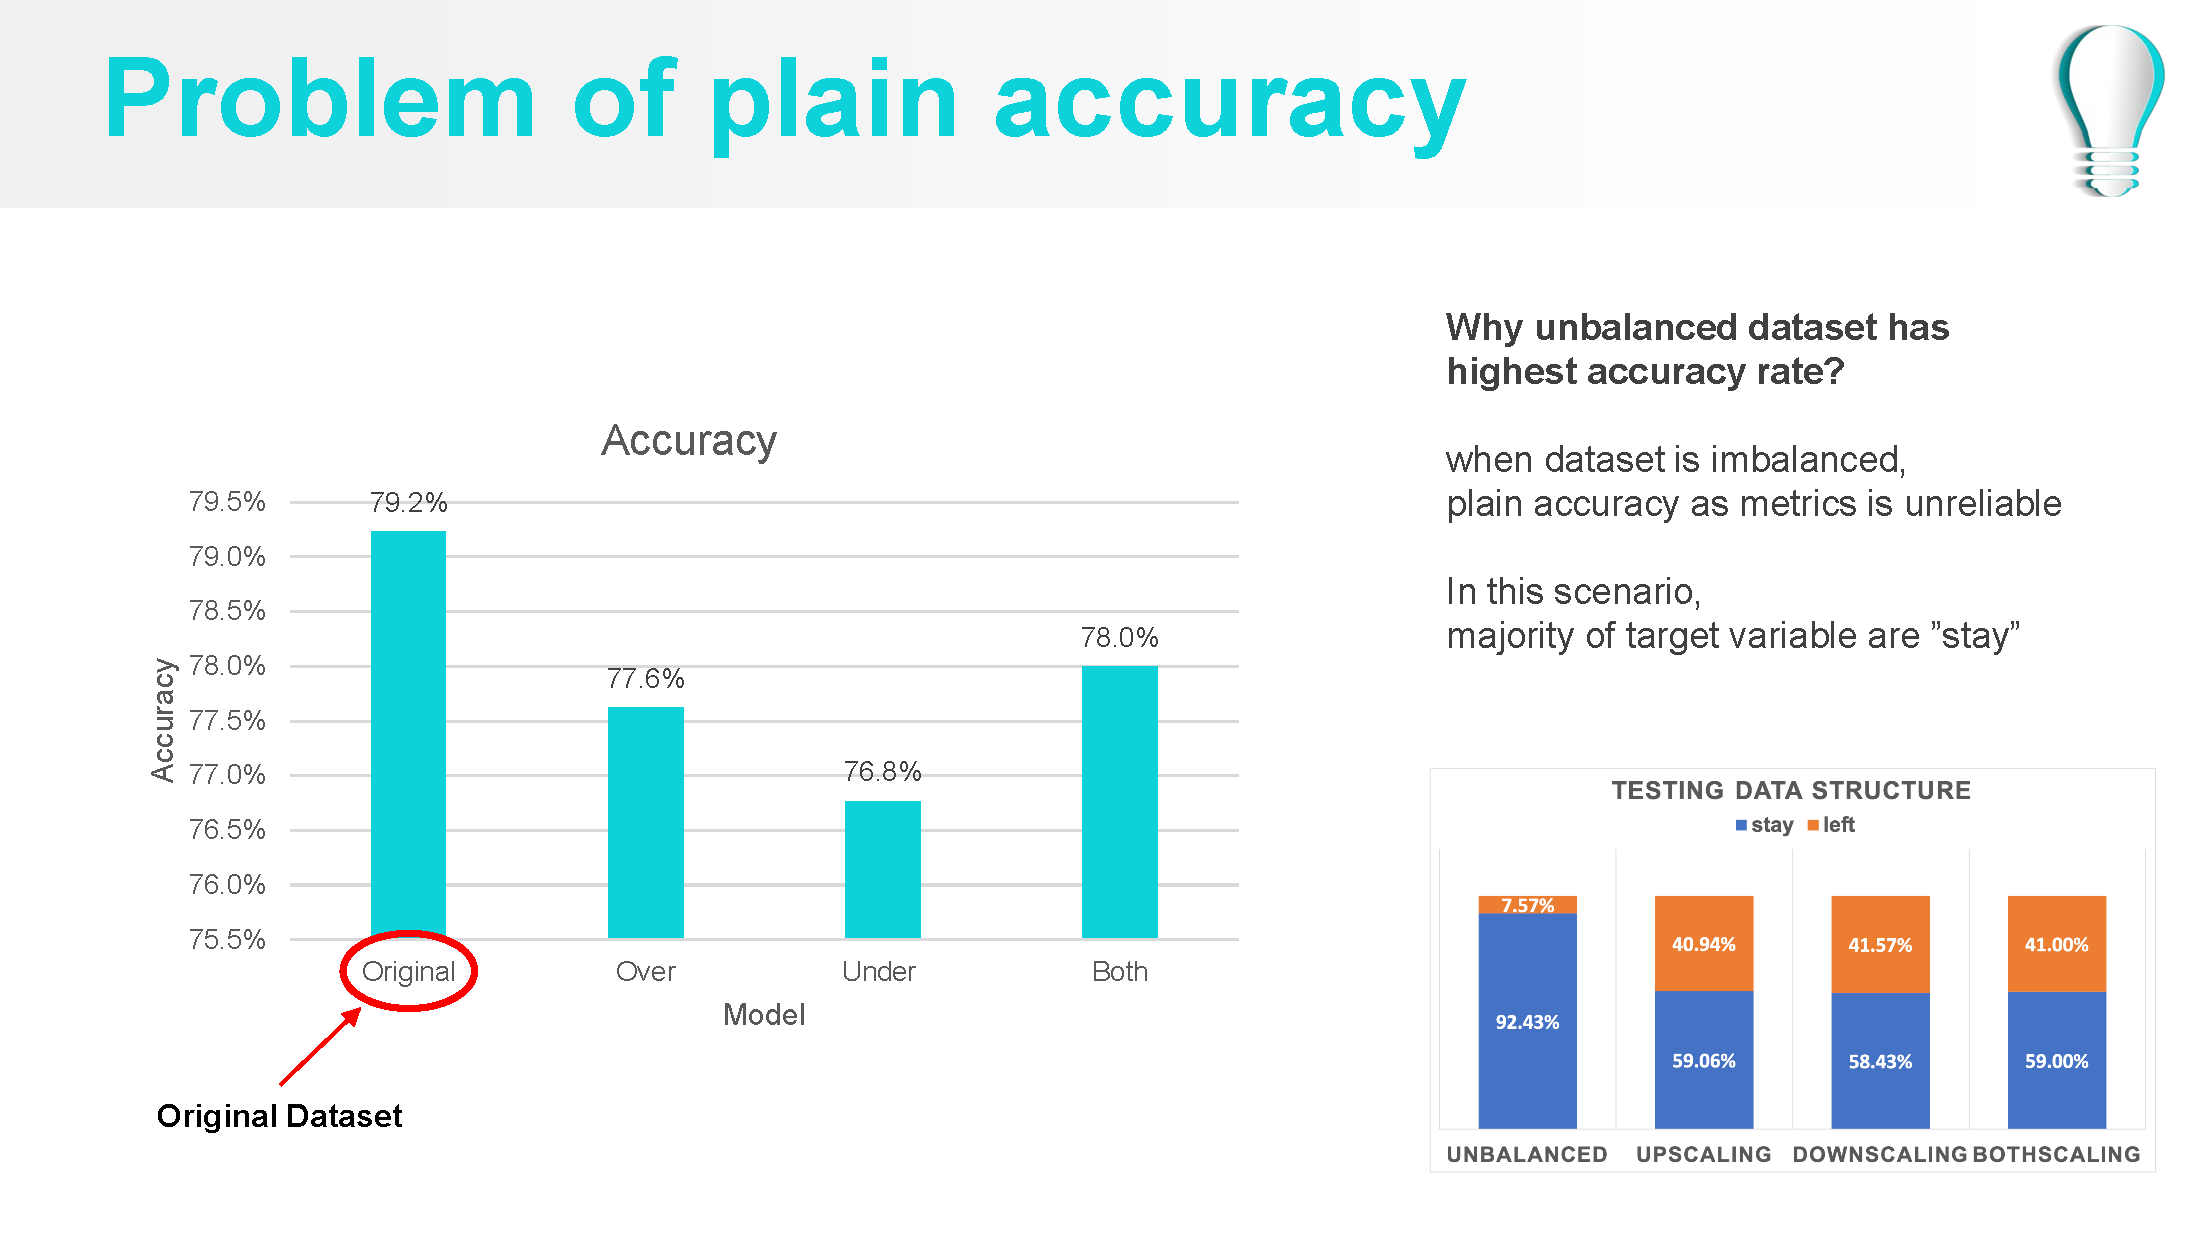 Problem of plain accuracy
Accuracy
79.5%
79.0%
78.5%
78.0%
77.5%
77.0%
76.5%
76.0%
75.5%
Accuracy
79.2%
77.6%
76.8%
78.0%
Original
Over
Under
Both
Model
Original Dataset
Why unbalanced dataset has
highest accuracy rate?
when dataset is imbalanced,
plain accuracy as metrics is unreliable
In this scenario,
majority of target variable are ”stay”
TESTING DATA STRUCTURE
stay left
7.57%
92.43%
40.94%
59.06%
41.57%
58.43%
41.00%
59.00%
UNBALANCED UPSCALING DOWNSCALING BOTHSCALING